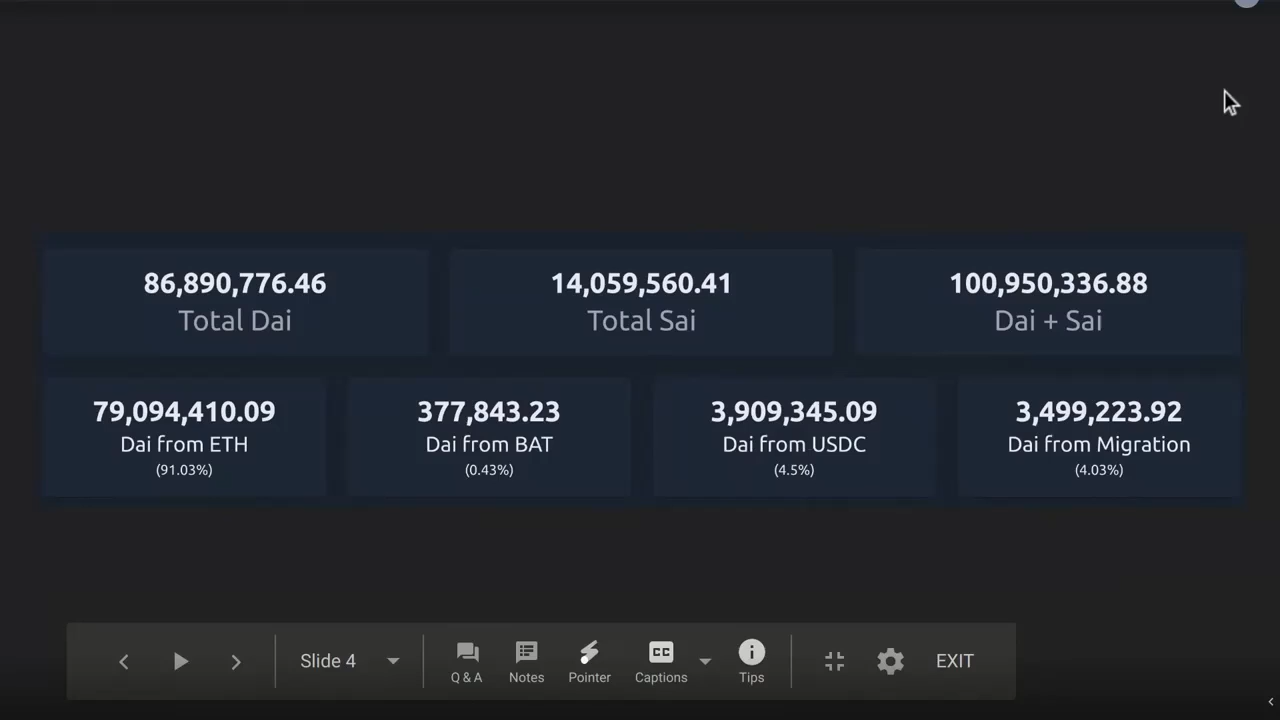 86,890,776.46
Total Dai
14,059,560.41
Total Sai
100,950,336.88
Dai + Sai
79,094,410.09
Dai from ETH
(91.03%)
377,843.23
Dai from BAT
(0.43%)
3,909,345.09
Dai from USDC
(4.5%)
3,499,223.92
Dai from Migration
(4.03%)
Slide 4
Q & A
Notes
Pointer
CC
Captions
Tips
EXIT